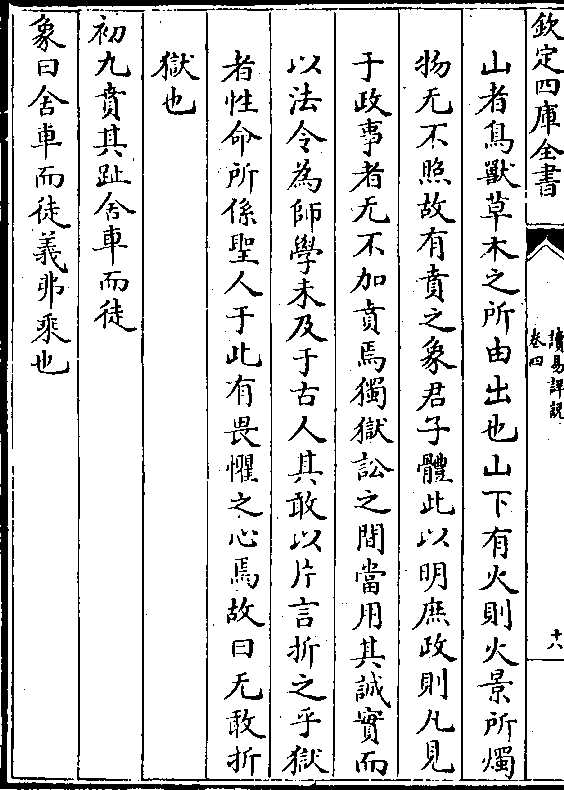 欽定四庫全書
讀易詳說
卷四
十六
山者鳥獸草木之所由出也山下有火則火景所燭
物无不照故有賁之象君子體此以明庶政則凡見
于政事者无不加賁焉獨獄訟之間當用其誠實而
以法令為師學未及于古人其敢以片言折之乎獄
者性命所係聖人于此有畏懼之心焉故曰无敢折
獄也
初九賁其趾舍車而徒
象曰舍車而徒義弗乘也